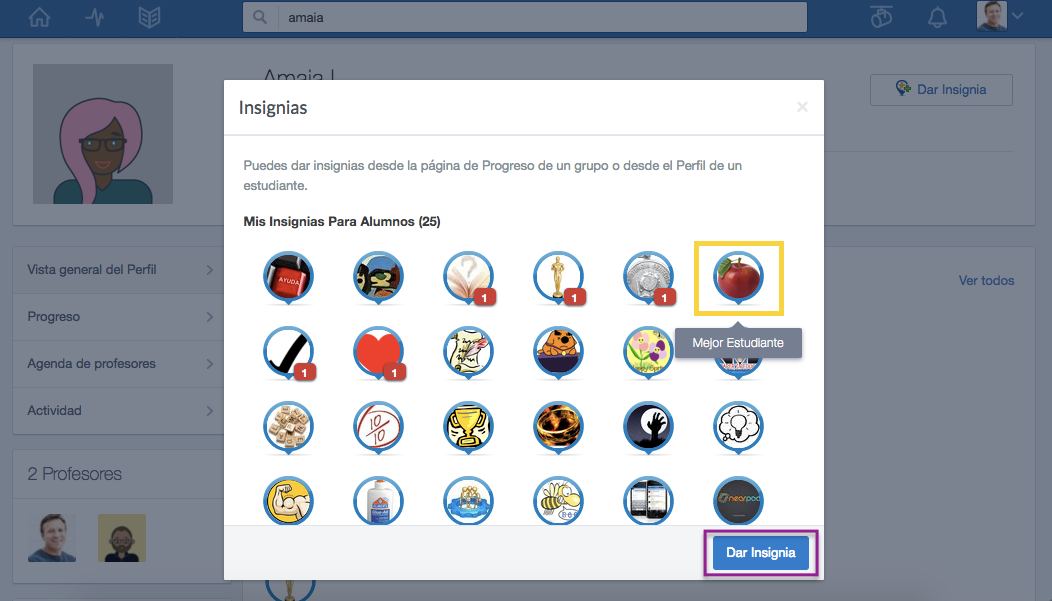 amaia
Amaia L
Dar Insignia
Insignias
×
Puedes dar insignias desde la página de Progreso de un grupo o desde el Perfil de un
estudiante.
Mis Insignias Para Alumnos (25)
Vista general del Perfil
Progreso
Agenda de profesores
Actividad
Ver todos
AYUDA
1
1
1
Mejor Estudiante
1
1
10
10
2 Profesores
nearpod
Dar Insignia